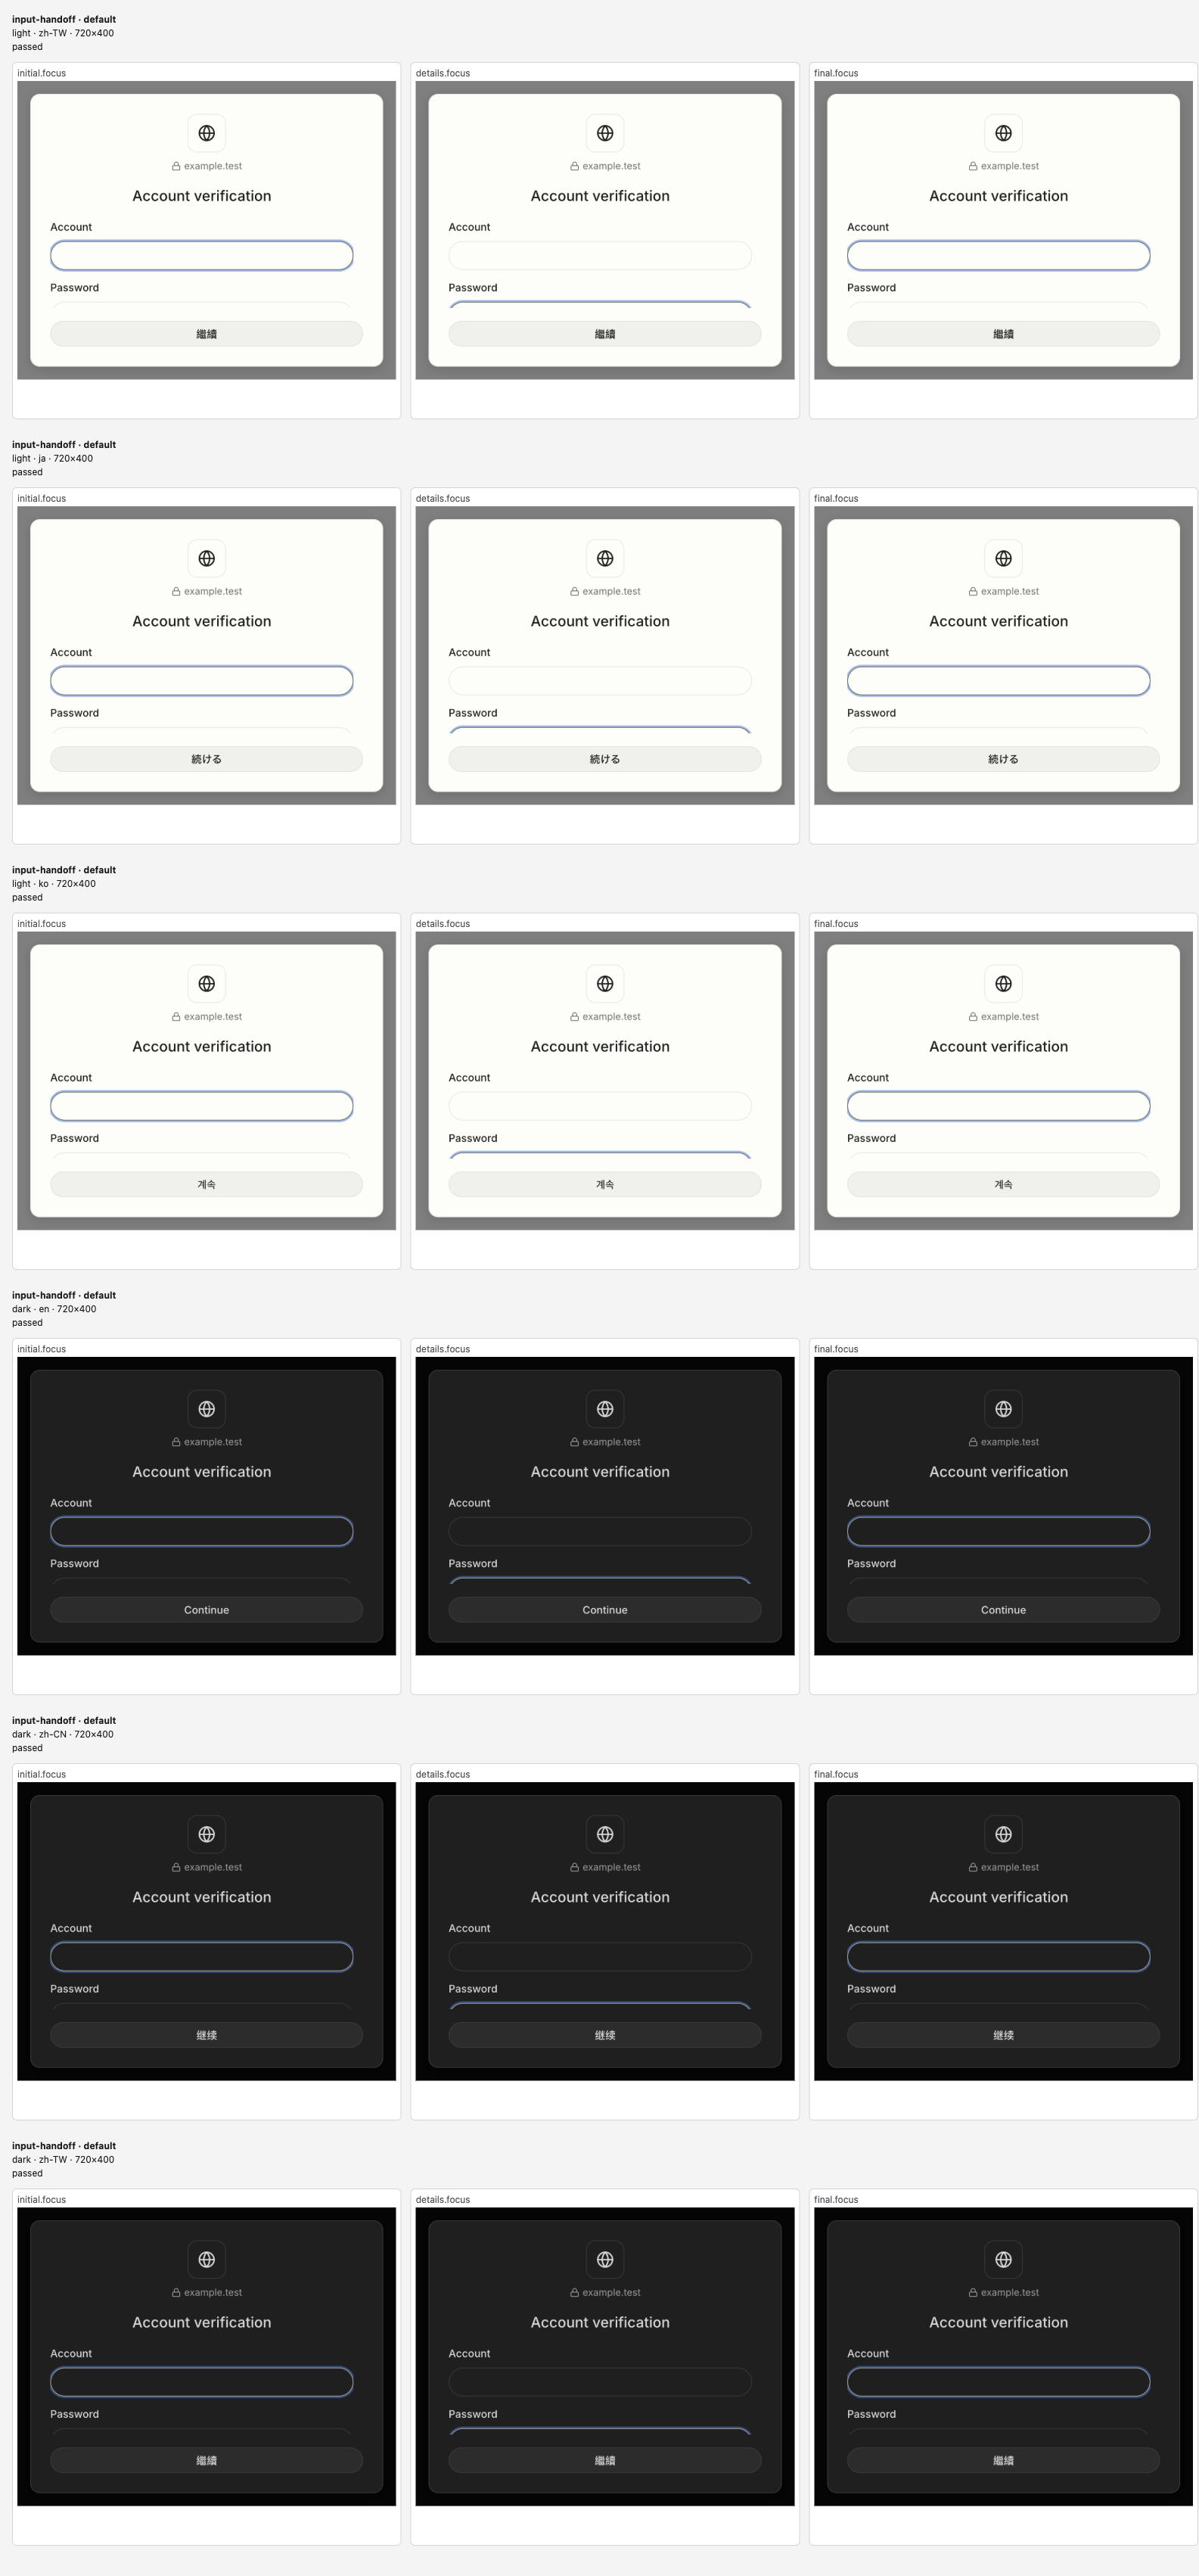 input-handoff · default
light · zh-TW · 720×400
passed
initial.focus
example.test
Account verification
Account
Password
繼續
details.focus
example.test
Account verification
Account
Password
繼續
final.focus
example.test
Account verification
Account
Password
繼續
input-handoff · default
light · ja · 720×400
passed
initial.focus
example.test
Account verification
Account
Password
続ける
details.focus
example.test
Account verification
Account
Password
続ける
final.focus
example.test
Account verification
Account
Password
続ける
input-handoff · default
light · ko · 720×400
passed
initial.focus
example.test
Account verification
Account
Password
계속
details.focus
example.test
Account verification
Account
Password
계속
final.focus
example.test
Account verification
Account
Password
계속
input-handoff · default
dark · en · 720×400
passed
initial.focus
example.test
Account verification
Account
Password
Continue
details.focus
example.test
Account verification
Account
Password
Continue
final.focus
example.test
Account verification
Account
Password
Continue
input-handoff · default
dark · zh-CN · 720×400
passed
initial.focus
example.test
Account verification
Account
Password
继续
details.focus
example.test
Account verification
Account
Password
继续
final.focus
example.test
Account verification
Account
Password
继续
input-handoff · default
dark · zh-TW · 720×400
passed
initial.focus
example.test
Account verification
Account
Password
繼續
details.focus
example.test
Account verification
Account
Password
繼續
final.focus
example.test
Account verification
Account
Password
繼續